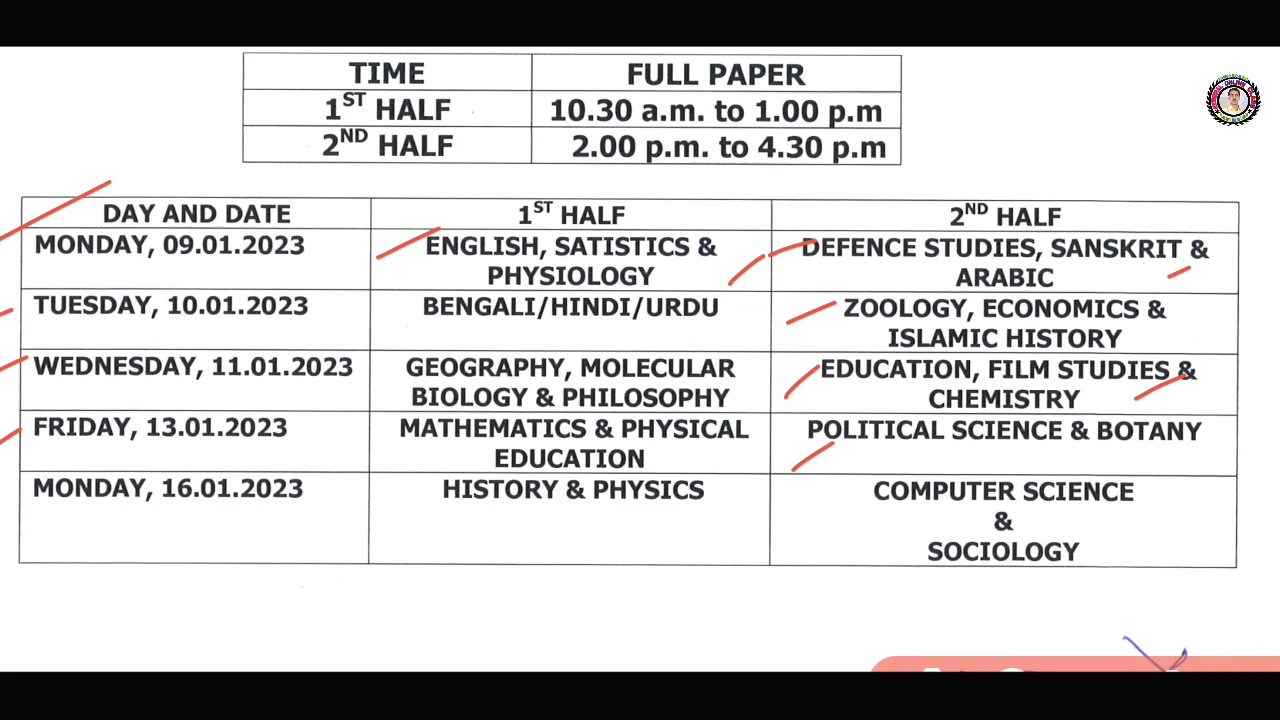 TIME FULL PAPER
1ST HALF 10.30 a.m. to 1.00 p.m
2ND HALF 2.00 p.m. to 4.30 p.m
DAY AND DATE 1ST HALF 2ND HALF
MONDAY, 09.01.2023 ENGLISH, SATISTICS & DEFENCE STUDIES, SANSKRIT &
PHYSIOLOGY ARABIC
TUESDAY, 10.01.2023 BENGALI/HINDI/URDU ZOOLOGY, ECONOMICS &
ISLAMIC HISTORY
WEDNESDAY, 11.01.2023 GEOGRAPHY, MOLECULAR EDUCATION, FILM STUDIES &
BIOLOGY & PHILOSOPHY CHEMISTRY
FRIDAY, 13.01.2023 MATHEMATICS & PHYSICAL POLITICAL SCIENCE & BOTANY
EDUCATION
MONDAY, 16.01.2023 HISTORY & PHYSICS COMPUTER SCIENCE
&
SOCIOLOGY